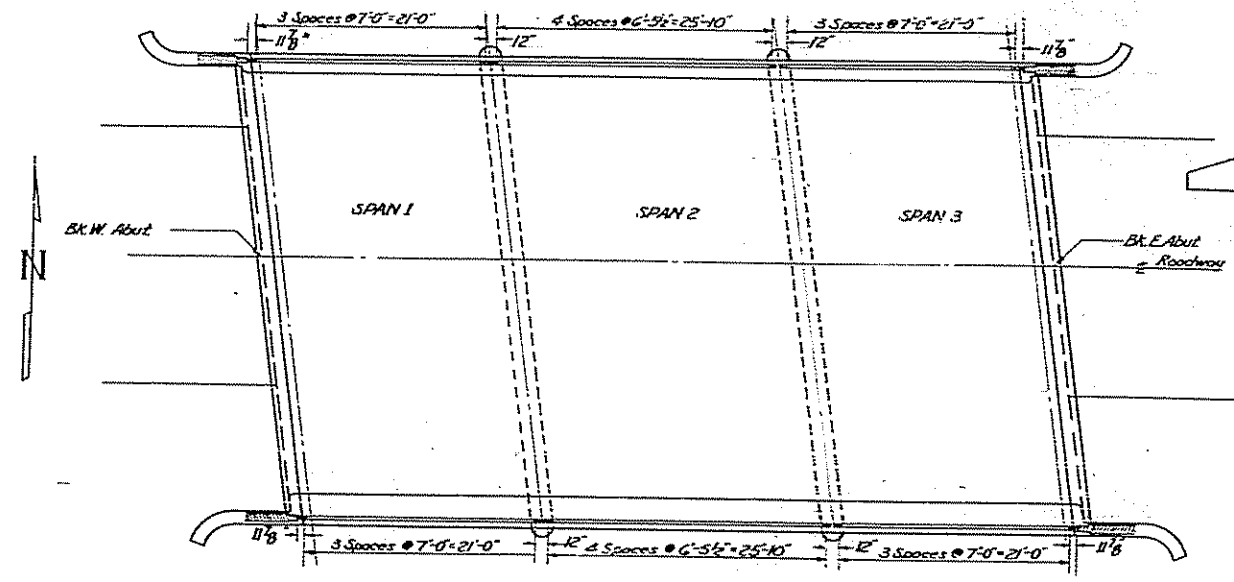 3 Spaces @ 7'-0" = 21'-0"
4 Spaces @ 6'-5½" = 25'-10"
3 Spaces @ 7'-0" = 21'-0"
11⅞"
12"
12"
11⅞"
SPAN 1
SPAN 2
SPAN 3
Bk. W. Abut.
Bk. E. Abut
N
℄ Roadway
11⅞
12"
12"
11⅞"
3 Spaces @ 7'-0" = 21'-0"
4 Spaces @ 6'-5½" = 25'-10"
3 Spaces @ 7'-0" = 21'-0"